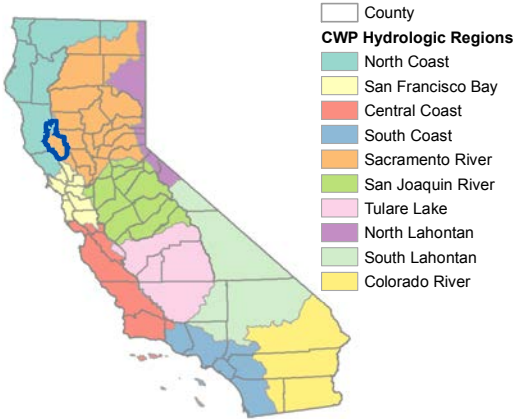 County
CWP Hydrologic Regions
North Coast
San Francisco Bay
Central Coast
South Coast
Sacramento River
San Joaquin River
Tulare Lake
North Lahontan
South Lahontan
Colorado River